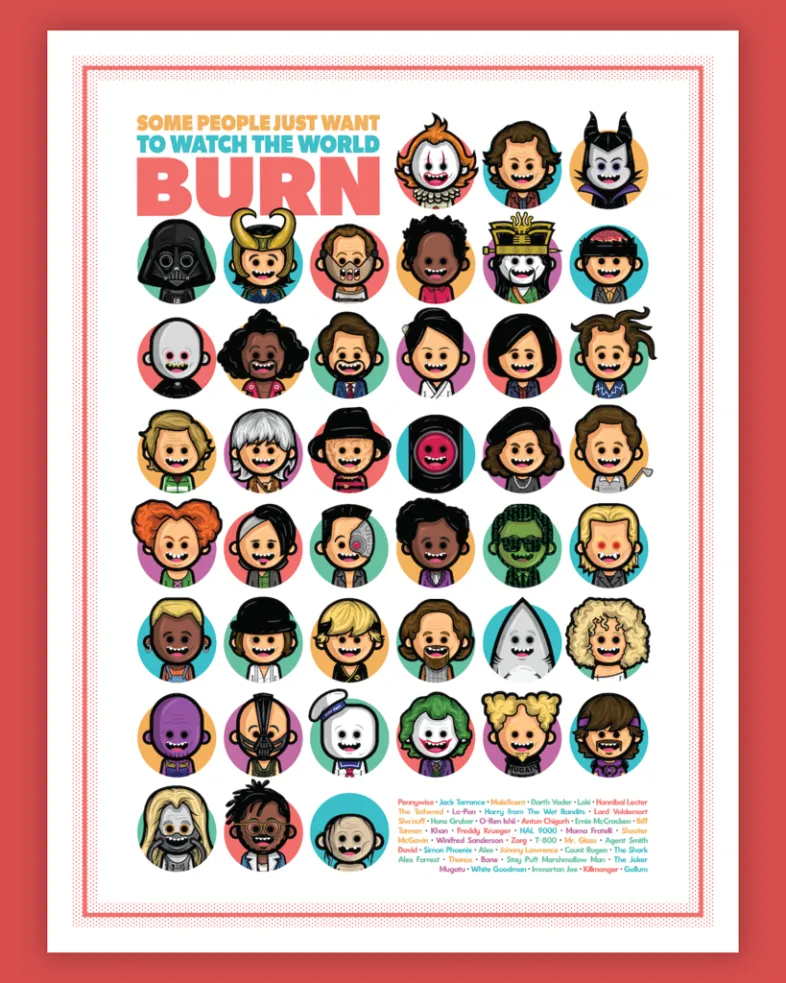 SOME PEOPLE JUST WANT
TO WATCH THE WORLD
BURN
STAY PUFT
MUGATU
Pennywise • Jack Torrance • Maleficent • Darth Vader • Loki • Hannibal Lecter
The Tethered • Lo-Pan • Harry from The Wet Bandits • Lord Voldemort
Sho'nuff • Hans Gruber • O-Ren Ishii • Anton Chigurh • Ernie McCracken • Biff
Tannen • Khan • Freddy Krueger • HAL 9000 • Mama Fratelli • Shooter
McGavin • Winifred Sanderson • Zorg • T-800 • Mr. Glass • Agent Smith
David • Simon Phoenix • Alex • Johnny Lawrence • Count Rugen • The Shark
Alex Forrest • Thanos • Bane • Stay Puft Marshmallow Man • The Joker
Mugatu • White Goodman • Immortan Joe • Killmonger • Gollum